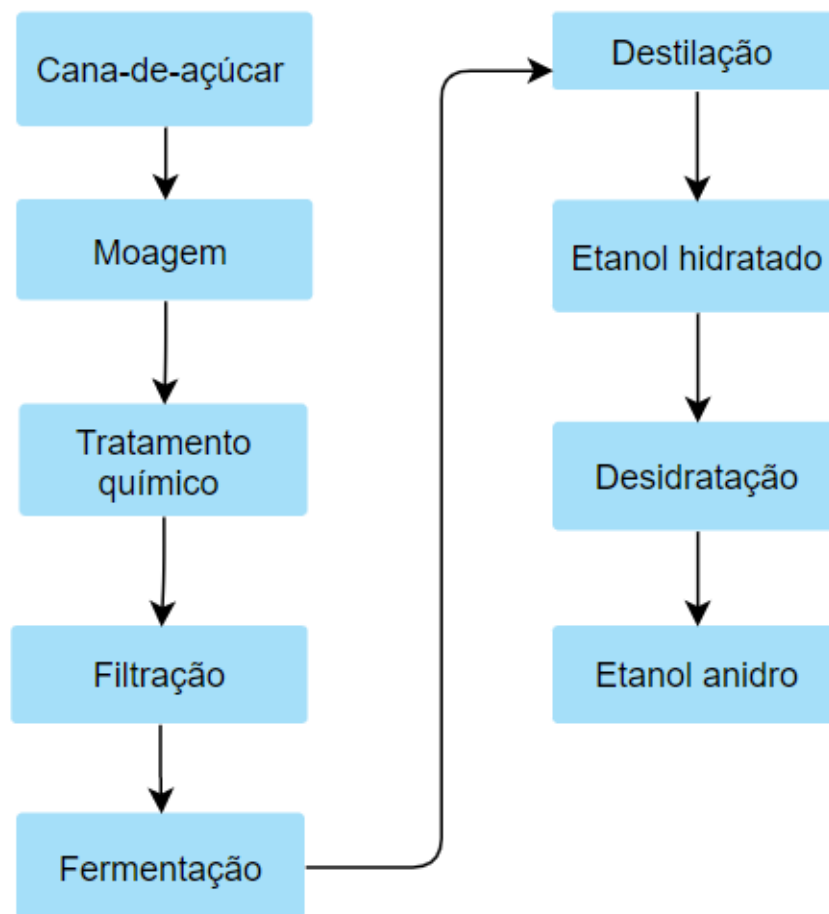 Cana-de-açúcar
Moagem
Tratamento
químico
Filtração
Fermentação
Destilação
Etanol hidratado
Desidratação
Etanol anidro